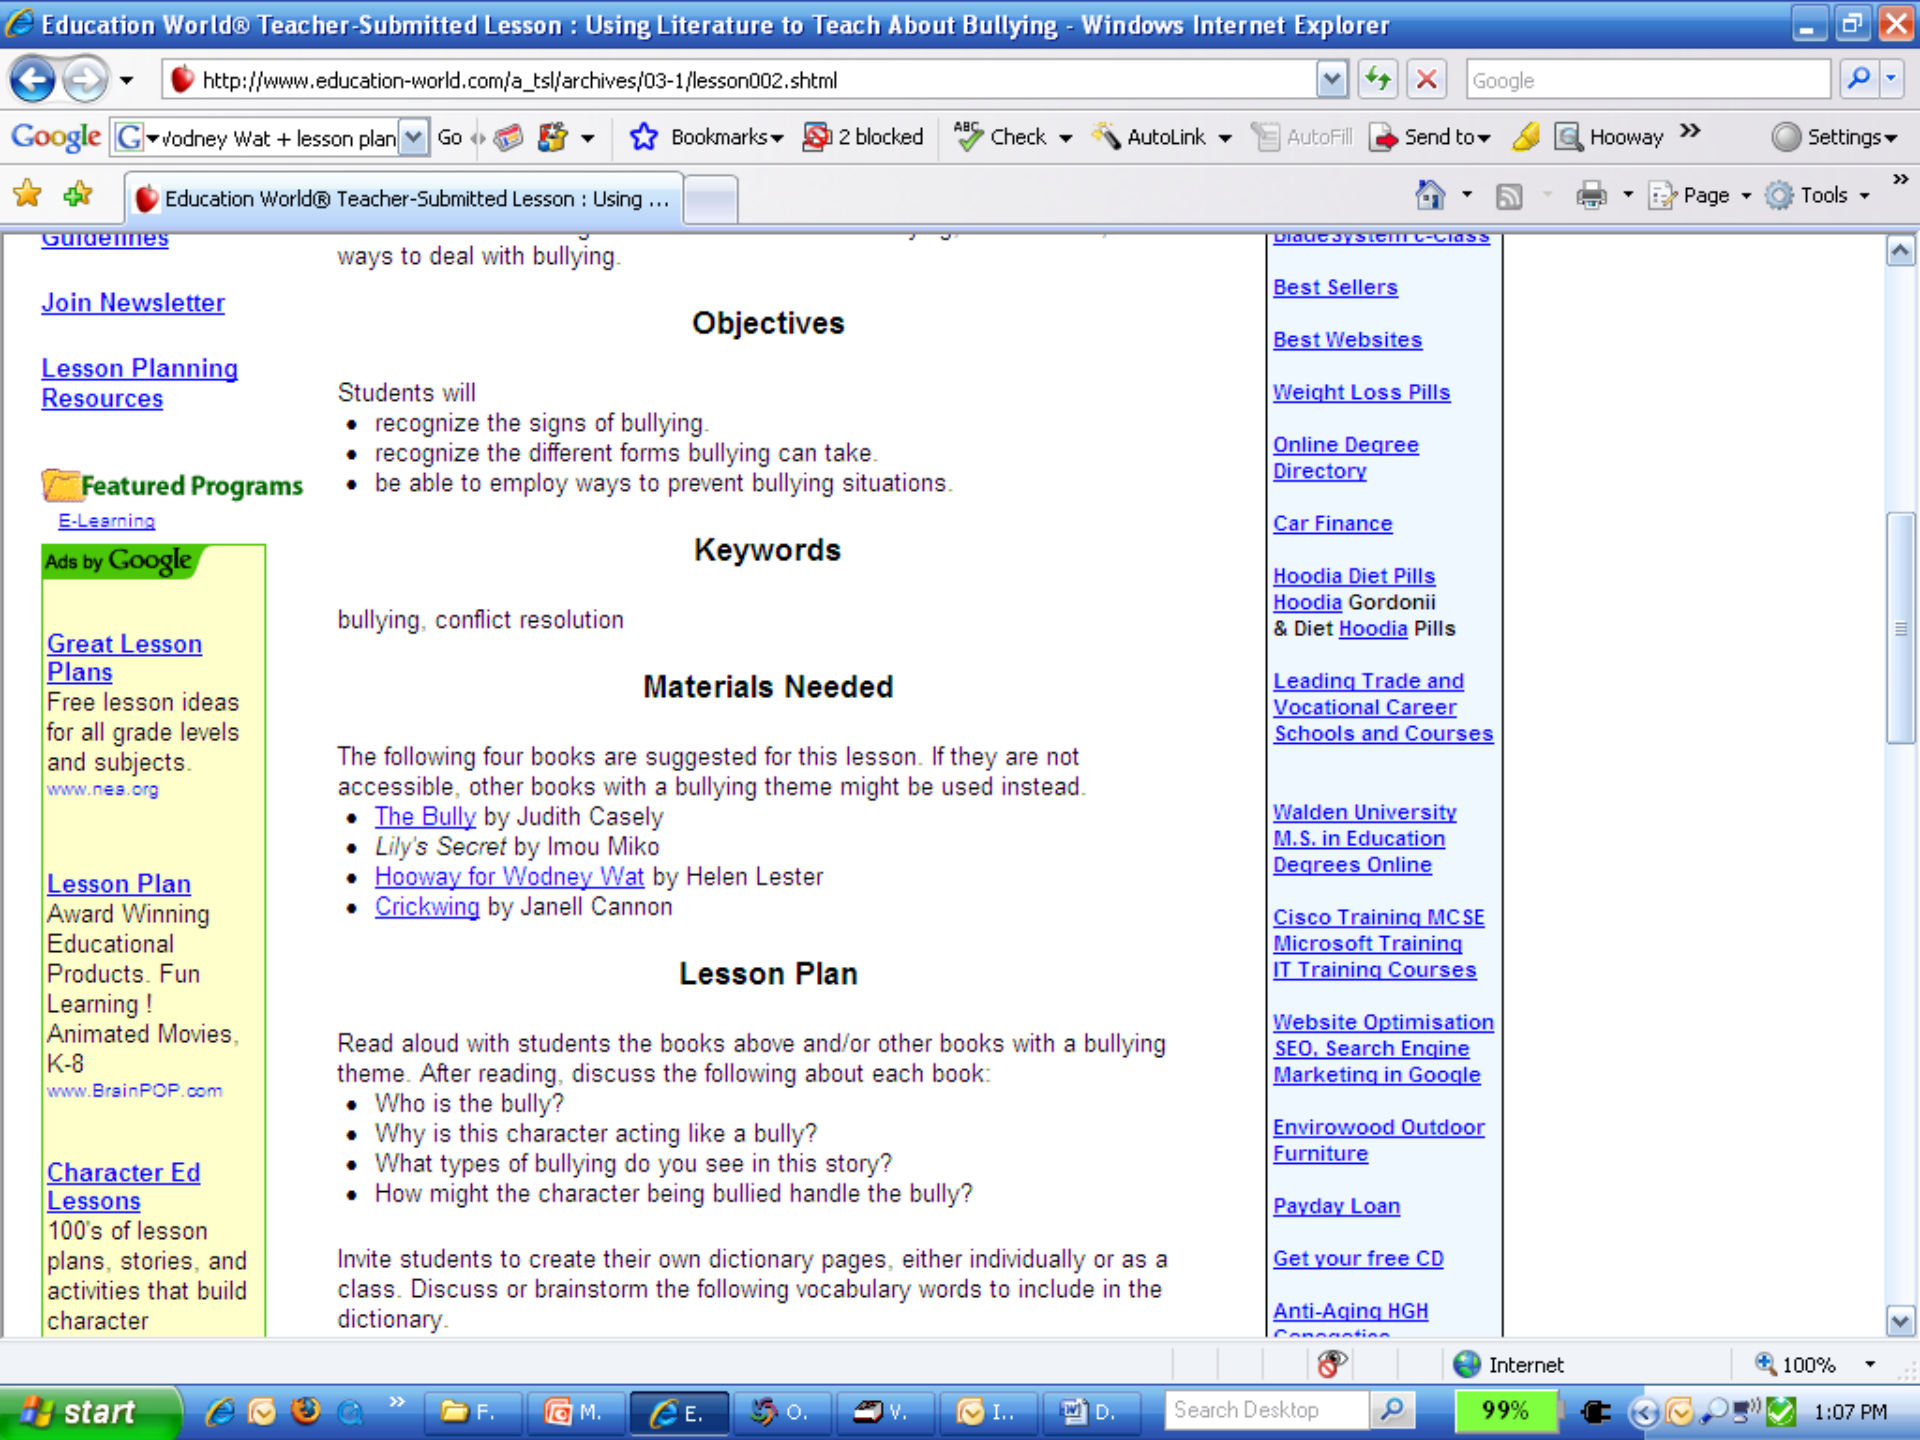 Education World® Teacher-Submitted Lesson : Using Literature to Teach About Bullying - Windows Internet Explorer
http://www.education-world.com/a_tsl/archives/03-1/lesson002.shtml
Google
Google G Wodney Wat + lesson plan Go Bookmarks 2 blocked ABC Check AutoLink AutoFill Send to Hooway » Settings
Education World® Teacher-Submitted Lesson : Using ... Page Tools »
Guidelines
Join Newsletter
Lesson Planning
Resources
Featured Programs
E-Learning
Ads by Google
Great Lesson
Plans
Free lesson ideas
for all grade levels
and subjects.
www.nea.org
Lesson Plan
Award Winning
Educational
Products. Fun
Learning !
Animated Movies,
K-8
www.BrainPOP.com
Character Ed
Lessons
100's of lesson
plans, stories, and
activities that build
character
ways to deal with bullying.
Objectives
Students will
• recognize the signs of bullying.
• recognize the different forms bullying can take.
• be able to employ ways to prevent bullying situations.
Keywords
bullying, conflict resolution
Materials Needed
The following four books are suggested for this lesson. If they are not
accessible, other books with a bullying theme might be used instead.
• The Bully by Judith Casely
• Lily's Secret by Imou Miko
• Hooway for Wodney Wat by Helen Lester
• Crickwing by Janell Cannon
Lesson Plan
Read aloud with students the books above and/or other books with a bullying
theme. After reading, discuss the following about each book:
• Who is the bully?
• Why is this character acting like a bully?
• What types of bullying do you see in this story?
• How might the character being bullied handle the bully?
Invite students to create their own dictionary pages, either individually or as a
class. Discuss or brainstorm the following vocabulary words to include in the
dictionary.
BladeSystem c-Class
Best Sellers
Best Websites
Weight Loss Pills
Online Degree
Directory
Car Finance
Hoodia Diet Pills
Hoodia Gordonii
& Diet Hoodia Pills
Leading Trade and
Vocational Career
Schools and Courses
Walden University
M.S. in Education
Degrees Online
Cisco Training MCSE
Microsoft Training
IT Training Courses
Website Optimisation
SEO, Search Engine
Marketing in Google
Envirowood Outdoor
Furniture
Payday Loan
Get your free CD
Anti-Aging HGH
Internet 100%
start » F. M. E. O. V. I.. D. Search Desktop 99% 1:07 PM